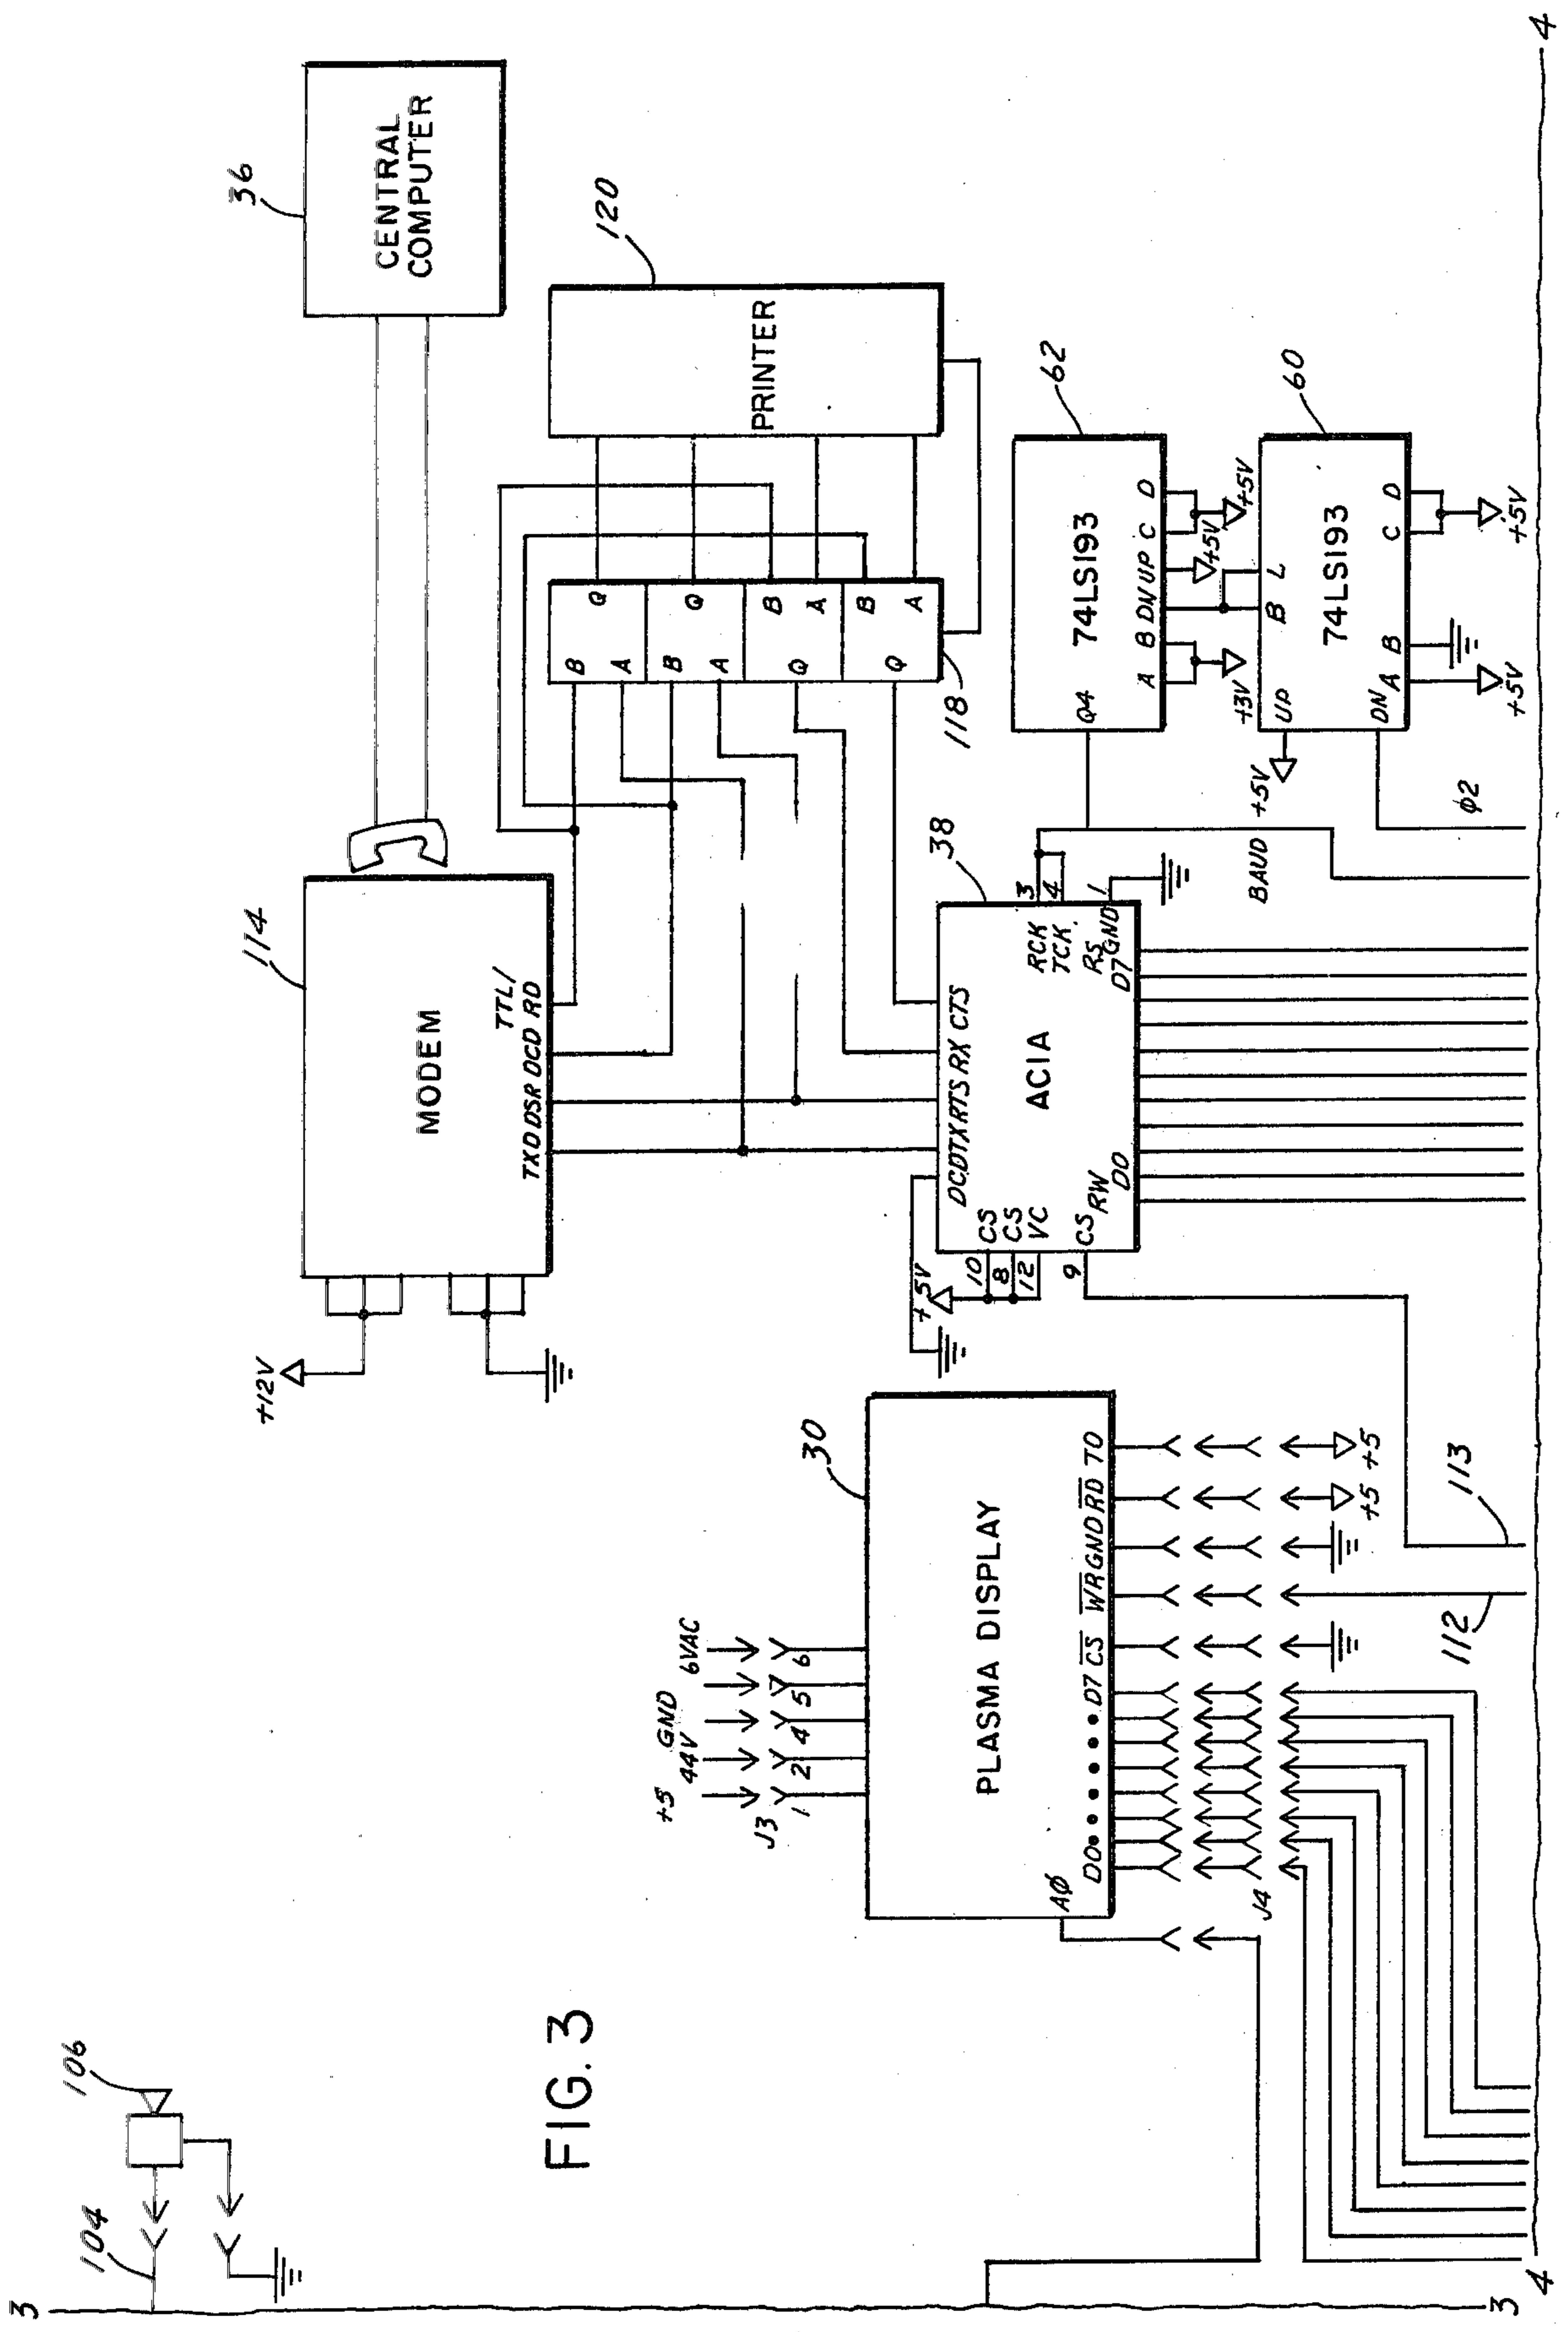 3
104
106
FIG. 3
+12V
114
MODEM
TTL/
TXD DSR DCD RD
36
CENTRAL
COMPUTER
120
PRINTER
B
A
B
A
Q
Q
Q
Q
B
A
B
A
118
+5
44V
GND
6VAC
J3
1
2
4
5
6
30
PLASMA DISPLAY
AØ
D0 D7 CS WR GND RD TO
J4
+5
+5
112
113
+5V
10
8
12
9
CS
CS
VC
CS
RW
DCD TX RTS RX CTS
38
ACIA
RCK
TCK
RS
GND
D0
D7
3
4
1
BAUD
62
Q4
74LS193
A B DN UP C D
+3V
+5V
+5V
60
+5V
UP
B L
74LS193
DN A B C D
+5V
+5V
φ2
3
4
4